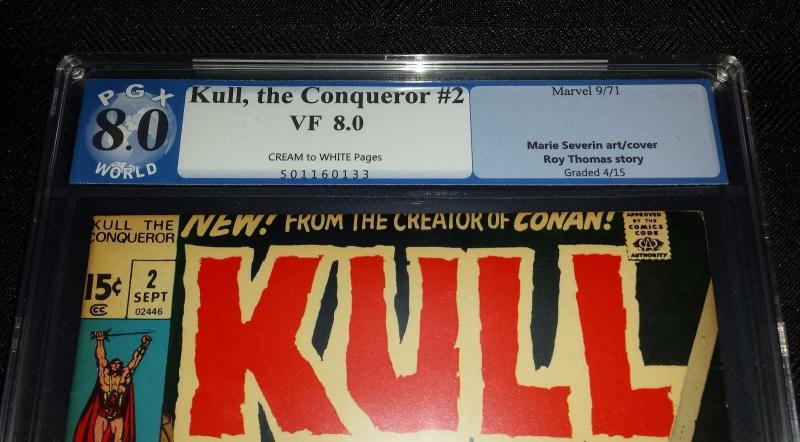 PGX
8.0
WORLD
Kull, the Conqueror #2
VF 8.0
CREAM to WHITE Pages
501160133
Marvel 9/71
Marie Severin art/cover
Roy Thomas story
Graded 4/15
KULL THE
CONQUEROR
15¢
CC
2
SEPT
02446
NEW! FROM THE CREATOR OF CONAN!
APPROVED
BY THE
COMICS
CODE
AUTHORITY
KULL